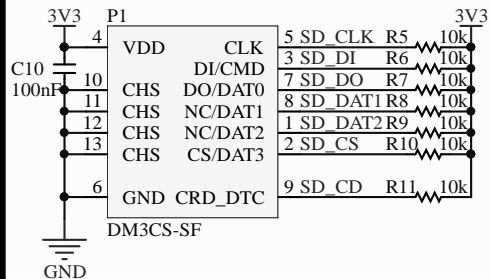 3V3 P1 3V3
4 VDD CLK 5 SD_CLK R5 10k
DI/CMD 3 SD_DI R6 10k
C10
100nF 10 CHS DO/DAT0 7 SD_DO R7 10k
11 CHS NC/DAT1 8 SD_DAT1 R8 10k
12 CHS NC/DAT2 1 SD_DAT2 R9 10k
13 CHS CS/DAT3 2 SD_CS R10 10k
6 GND CRD_DTC 9 SD_CD R11 10k
DM3CS-SF
GND